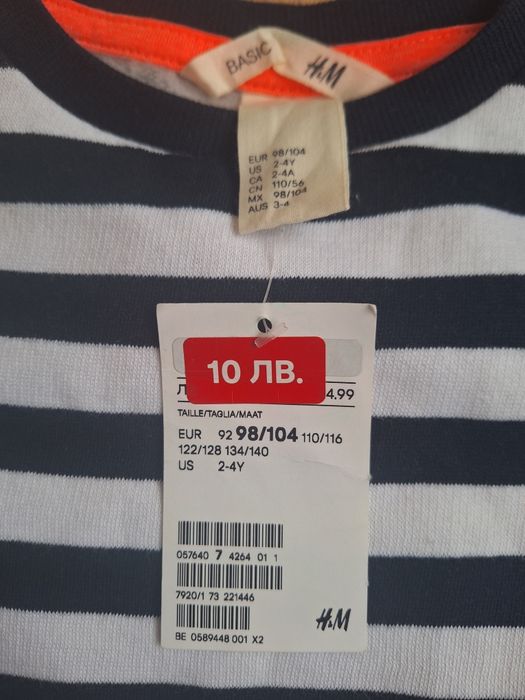 BASIC
H&M
EUR 98/104
US 2-4Y
CA 2-4A
CN 110/56
MX 98/104
AUS 3-4
10 ЛВ.
4.99
TAILLE/TAGLIA/MAAT
EUR 92 98/104 110/116
122/128 134/140
US 2-4Y
057640 7 4264 01 1
7920/1 73 221446
H&M
BE 0589448 001 X2